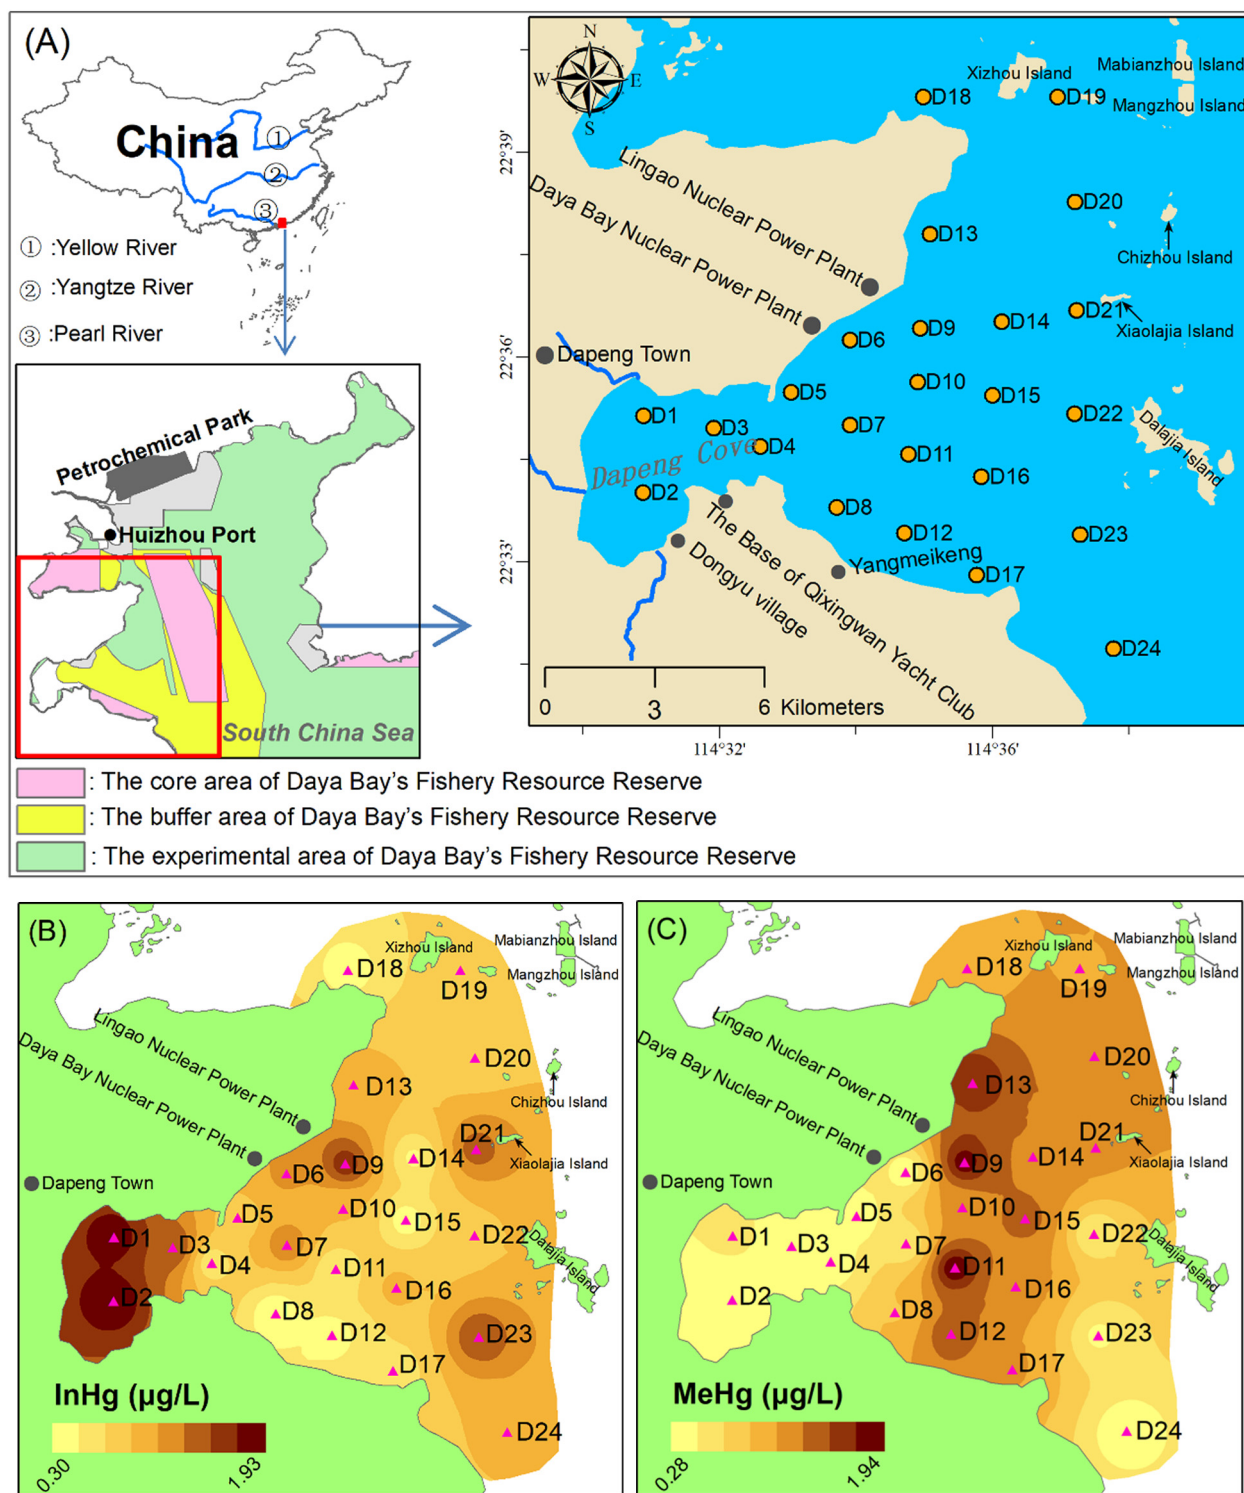 (A)
China
①
②
③
① :Yellow River
② :Yangtze River
③ :Pearl River
Petrochemical Park
Huizhou Port
South China Sea
N
W E
S
22°39'
22°36'
22°33'
114°32'
114°36'
Xizhou Island
Mabianzhou Island
Mangzhou Island
Chizhou Island
Xiaolajia Island
Dalajia Island
Lingao Nuclear Power Plant
Daya Bay Nuclear Power Plant
Dapeng Town
Dapeng Cove
The Base of Qixingwan Yacht Club
Dongyu village
Yangmeikeng
D18
D19
D20
D13
D21
D14
D9
D6
D10
D15
D22
D5
D1
D3
D7
D4
D11
D16
D2
D8
D12
D23
D17
D24
0 3 6 Kilometers
: The core area of Daya Bay's Fishery Resource Reserve
: The buffer area of Daya Bay's Fishery Resource Reserve
: The experimental area of Daya Bay's Fishery Resource Reserve
(B)
Xizhou Island
Mabianzhou Island
Mangzhou Island
Lingao Nuclear Power Plant
Daya Bay Nuclear Power Plant
Dapeng Town
Chizhou Island
Xiaolajia Island
Dalajia Island
D18
D19
D20
D13
D21
D14
D9
D6
D10
D5
D15
D22
D1
D3
D7
D4
D11
D16
D2
D8
D12
D23
D17
D24
InHg (µg/L)
0.30
1.93
(C)
Xizhou Island
Mabianzhou Island
Mangzhou Island
Lingao Nuclear Power Plant
Daya Bay Nuclear Power Plant
Dapeng Town
Chizhou Island
Xiaolajia Island
Dalajia Island
D18
D19
D20
D13
D21
D14
D9
D6
D10
D5
D15
D22
D1
D3
D7
D4
D11
D16
D2
D8
D12
D23
D17
D24
MeHg (µg/L)
0.28
1.94